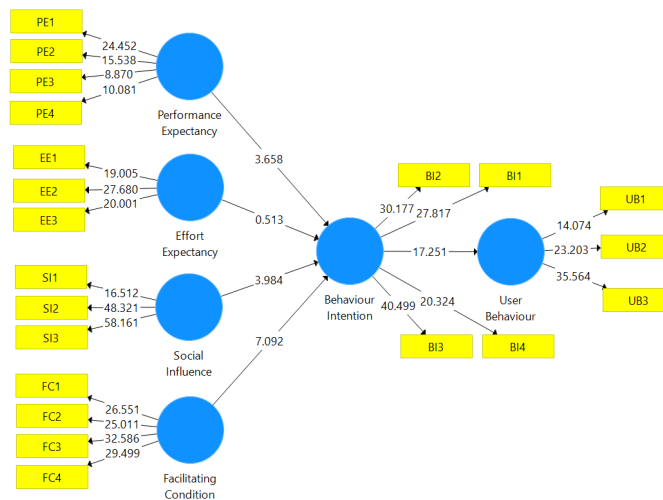 PE1
PE2
PE3
PE4
24.452
15.538
8.870
10.081
Performance
Expectancy
3.658
EE1
EE2
EE3
19.005
27.680
20.001
Effort
Expectancy
0.513
SI1
SI2
SI3
16.512
48.321
58.161
Social
Influence
3.984
FC1
FC2
FC3
FC4
26.551
25.011
32.586
29.499
Facilitating
Condition
7.092
Behaviour
Intention
BI2
BI1
30.177
27.817
40.499
20.324
BI3
BI4
17.251
User
Behaviour
14.074
23.203
35.564
UB1
UB2
UB3